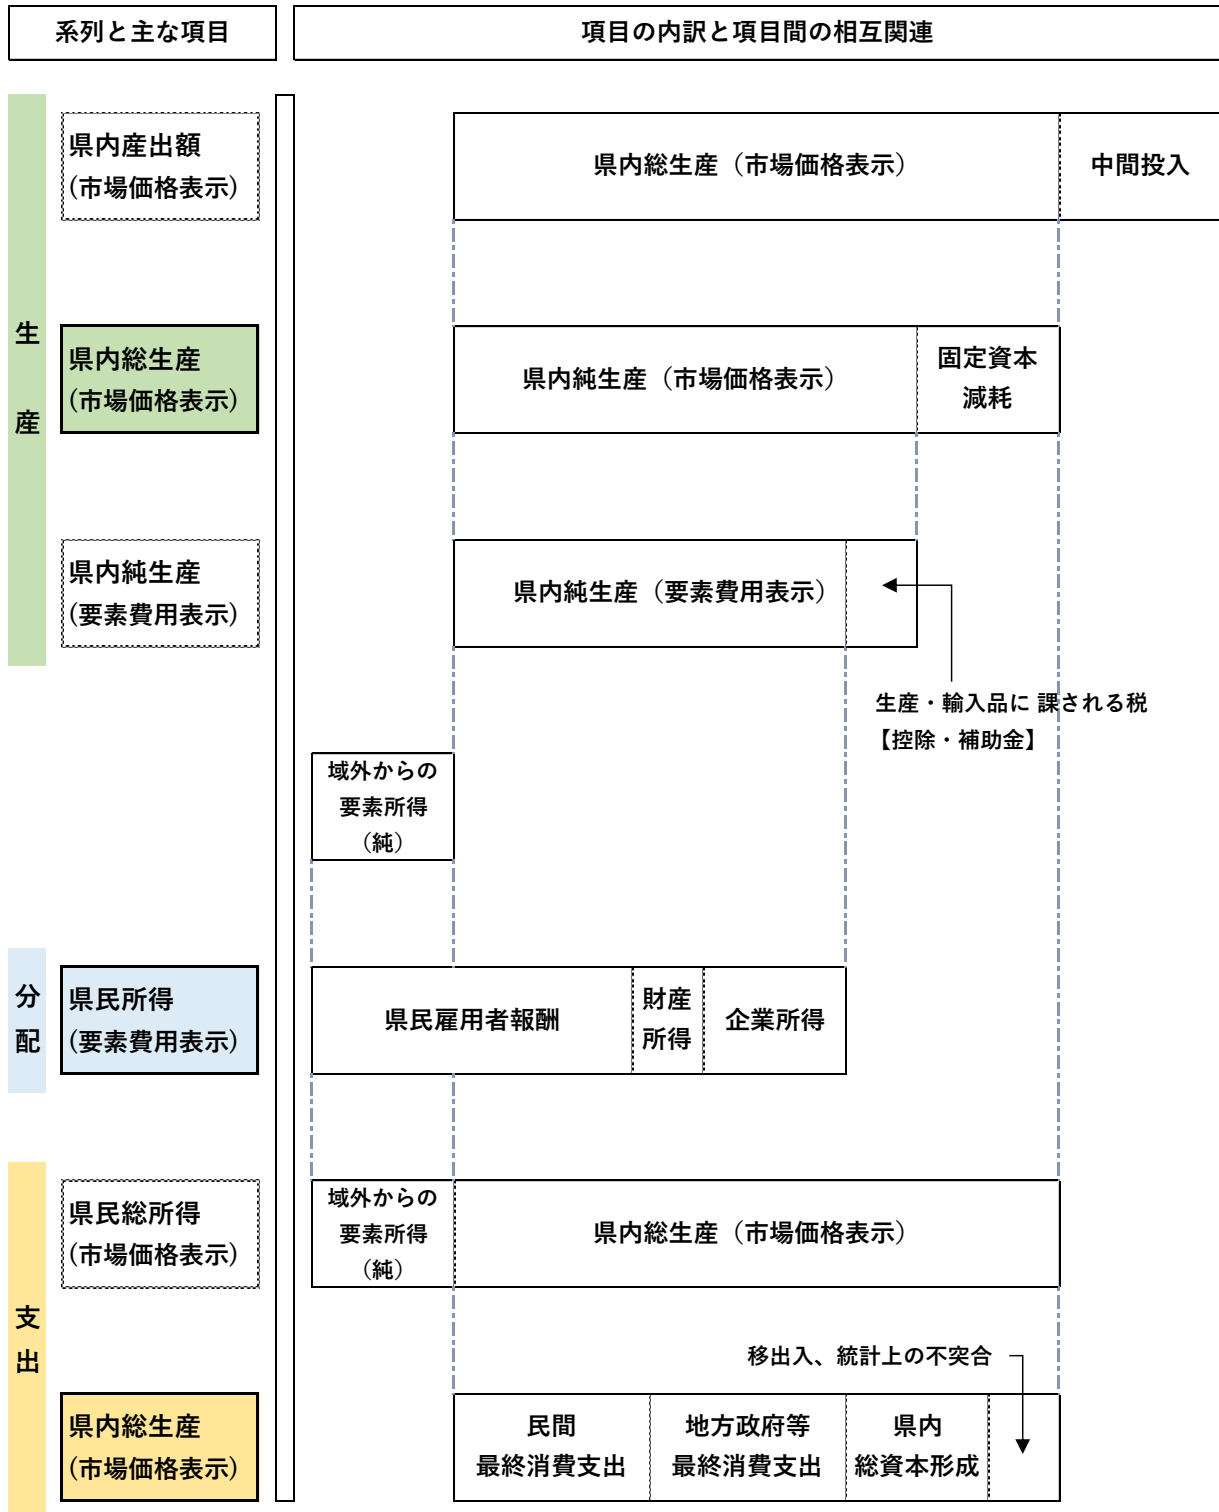 系列と主な項目
項目の内訳と項目間の相互関連
生
産
県内産出額
(市場価格表示)
県内総生産（市場価格表示）
中間投入
県内総生産
(市場価格表示)
県内純生産（市場価格表示）
固定資本
減耗
県内純生産
(要素費用表示)
県内純生産（要素費用表示）
生産・輸入品に 課される税
【控除・補助金】
域外からの
要素所得
（純）
分
配
県民所得
(要素費用表示)
県民雇用者報酬
財産
所得
企業所得
支
出
県民総所得
(市場価格表示)
域外からの
要素所得
（純）
県内総生産（市場価格表示）
移出入、統計上の不突合
県内総生産
(市場価格表示)
民間
最終消費支出
地方政府等
最終消費支出
県内
総資本形成